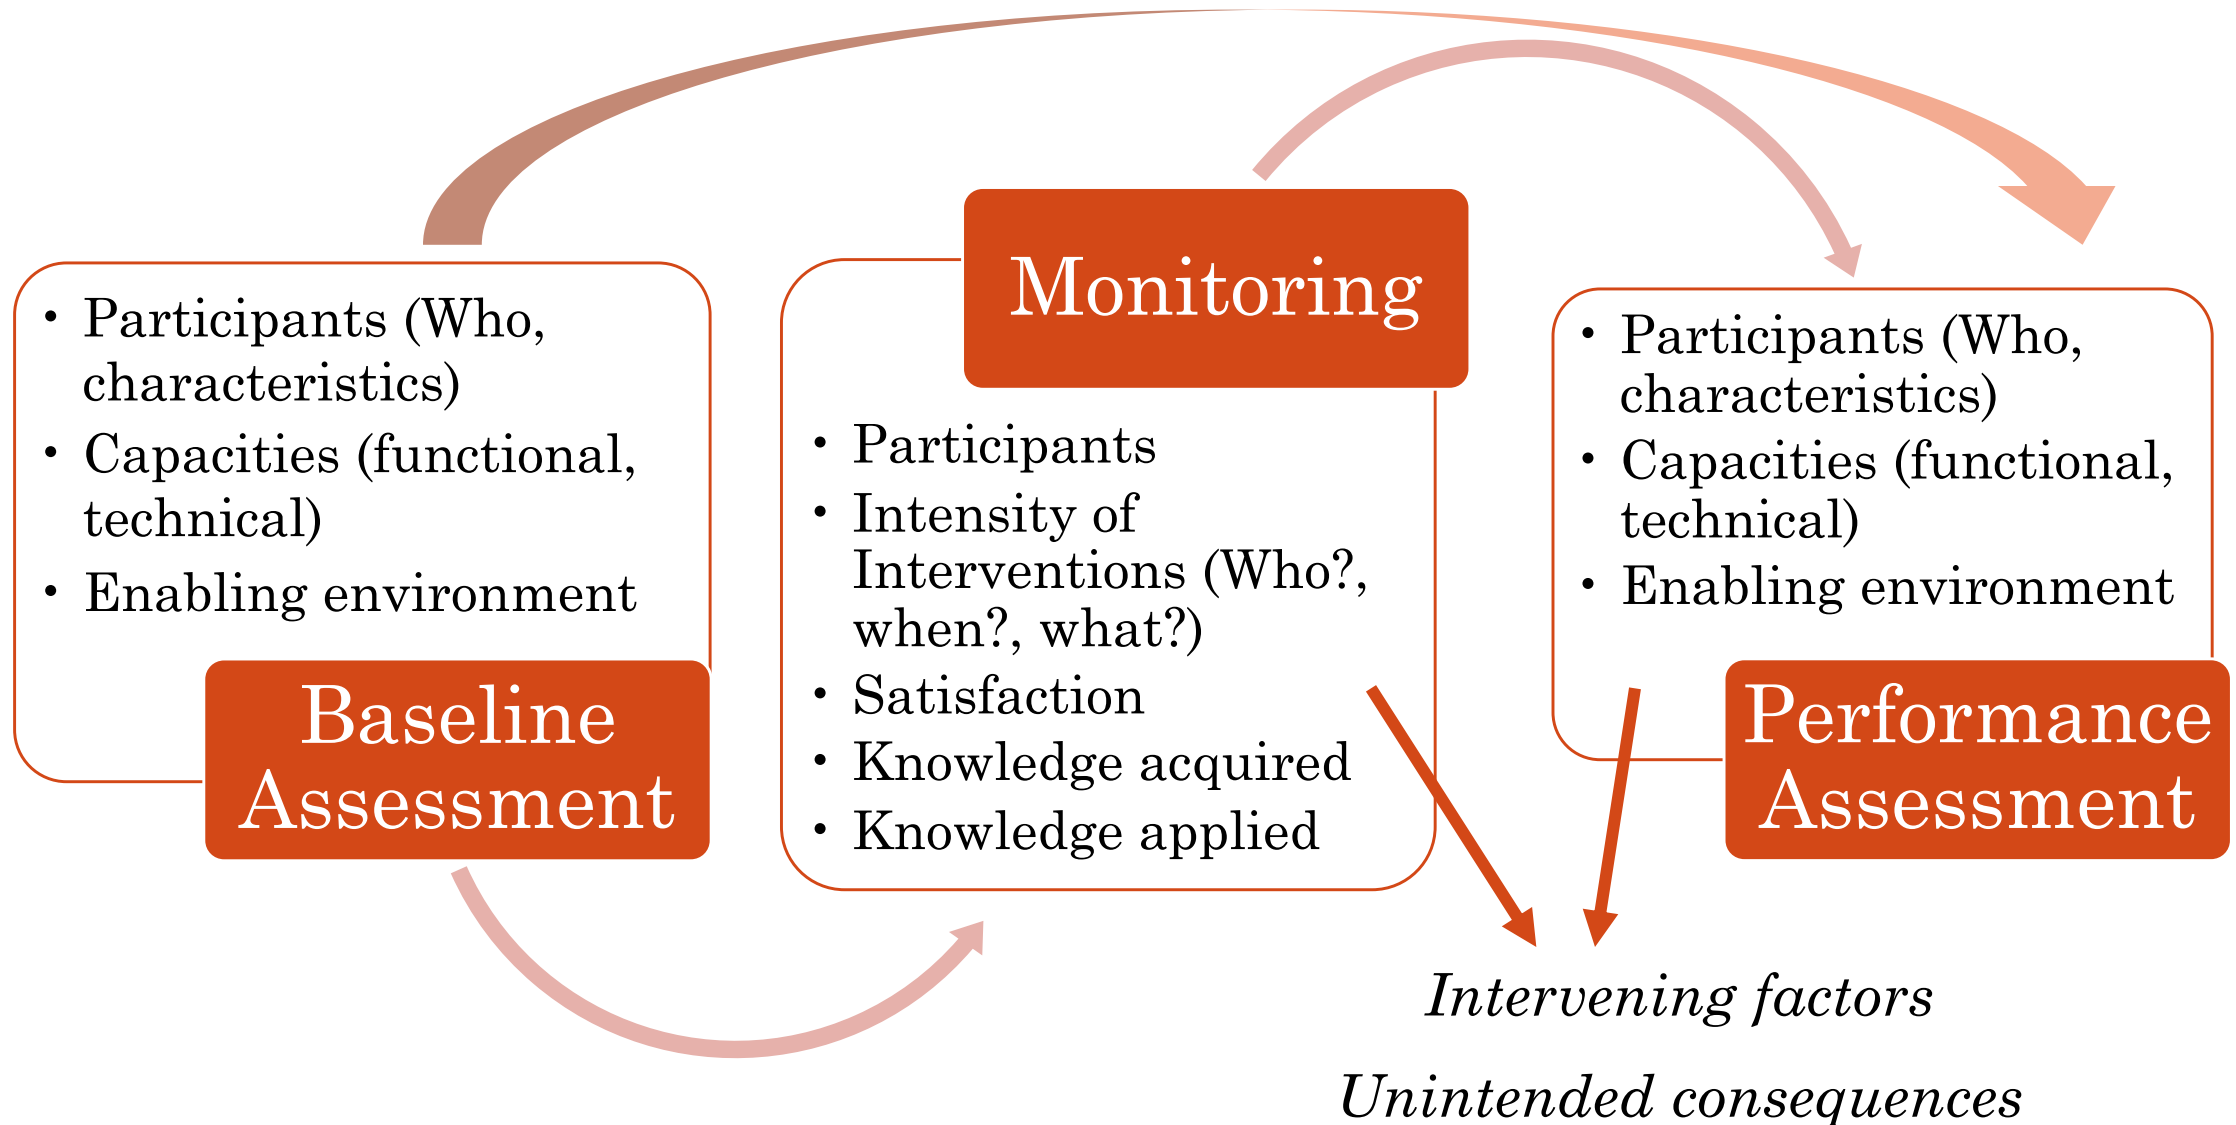 • Participants (Who,
characteristics)
• Capacities (functional,
technical)
• Enabling environment
Baseline
Assessment
Monitoring
• Participants
• Intensity of
Interventions (Who?,
when?, what?)
• Satisfaction
• Knowledge acquired
• Knowledge applied
• Participants (Who,
characteristics)
• Capacities (functional,
technical)
• Enabling environment
Performance
Assessment
Intervening factors
Unintended consequences